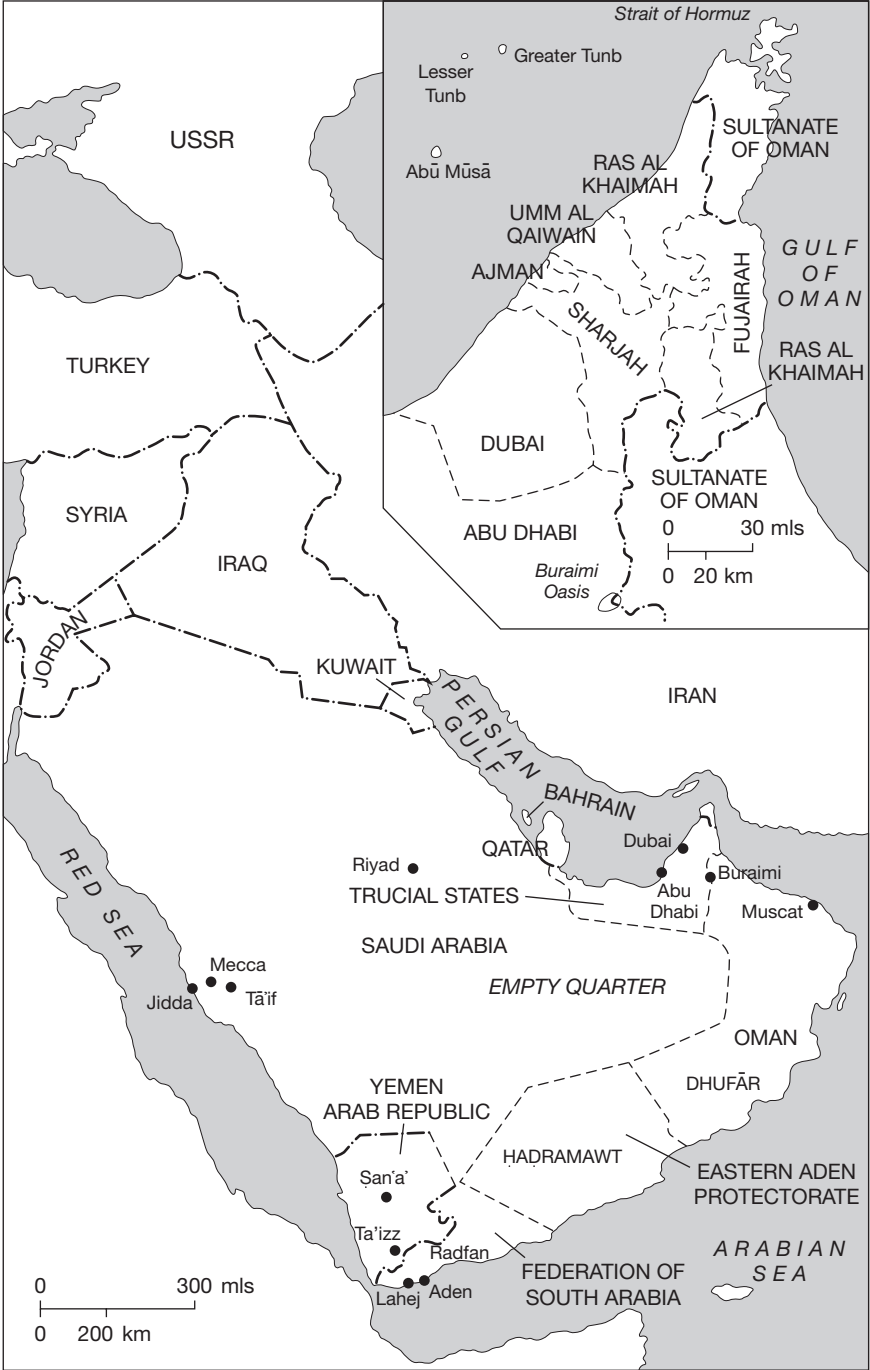 Strait of Hormuz
Greater Tunb
Lesser
Tunb
Abū Mūsā
SULTANATE
OF OMAN
RAS AL
KHAIMAH
UMM AL
QAIWAIN
AJMAN
SHARJAH
FUJAIRAH
GULF
OF
OMAN
RAS AL
KHAIMAH
DUBAI
SULTANATE
OF OMAN
ABU DHABI
0 30 mls
0 20 km
Buraimi
Oasis
USSR
TURKEY
SYRIA
IRAQ
JORDAN
KUWAIT
IRAN
PERSIAN
GULF
BAHRAIN
QATAR
Dubai
Riyad
Buraimi
TRUCIAL STATES
Abu
Dhabi
Muscat
RED SEA
SAUDI ARABIA
Mecca
EMPTY QUARTER
Jidda
Tā'if
OMAN
DHUFĀR
YEMEN
ARAB REPUBLIC
ḤADRAMAWT
EASTERN ADEN
PROTECTORATE
Ṣan'a'
Ta'izz
Radfan
ARABIAN
SEA
FEDERATION OF
SOUTH ARABIA
Lahej
Aden
0 300 mls
0 200 km